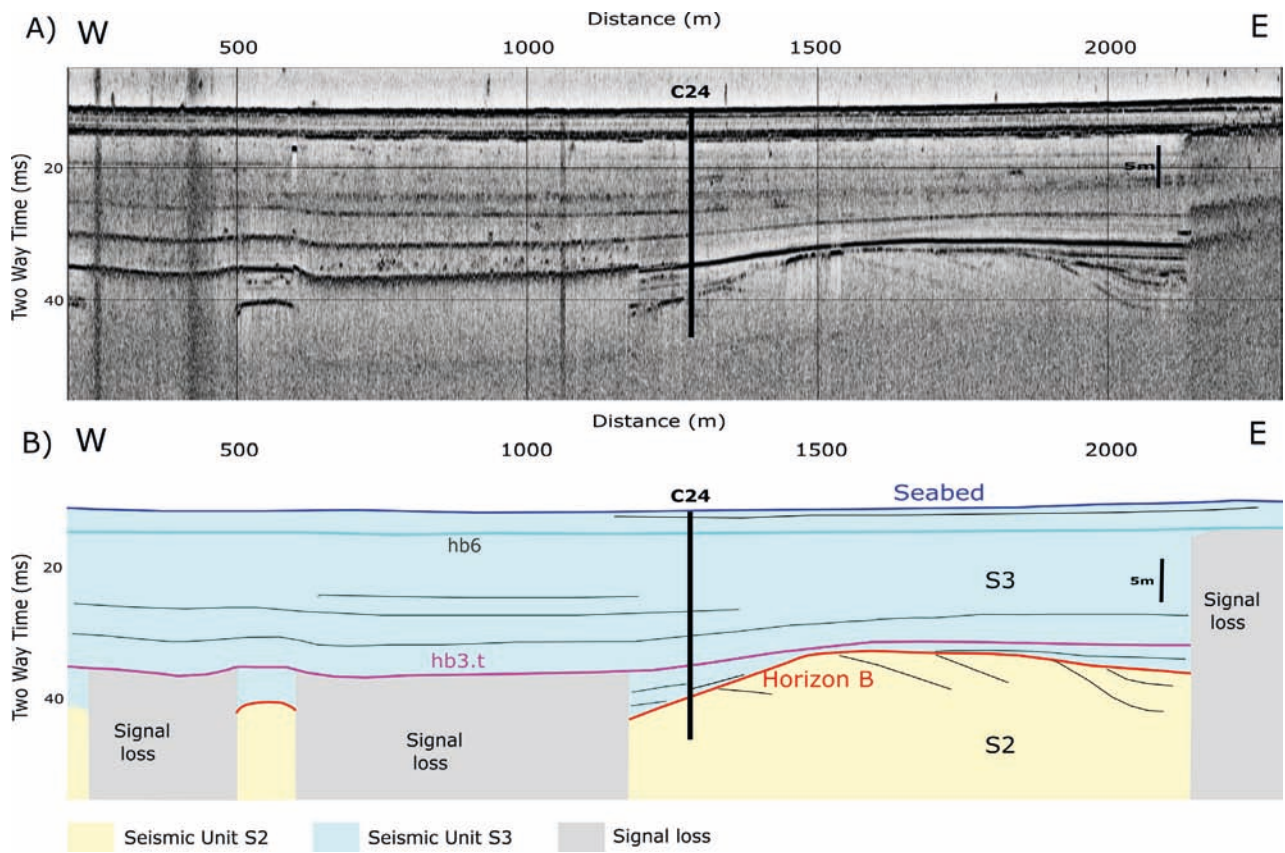 A) W Distance (m) E
500 1000 1500 2000
C24
Two Way Time (ms)
20
5m
40
B) W Distance (m) E
500 1000 1500 2000
C24
Seabed
hb6
Two Way Time (ms)
20
S3
5m
Signal
loss
hb3.t
Horizon B
40
Signal
loss
Signal
loss
S2
Seismic Unit S2 Seismic Unit S3 Signal loss